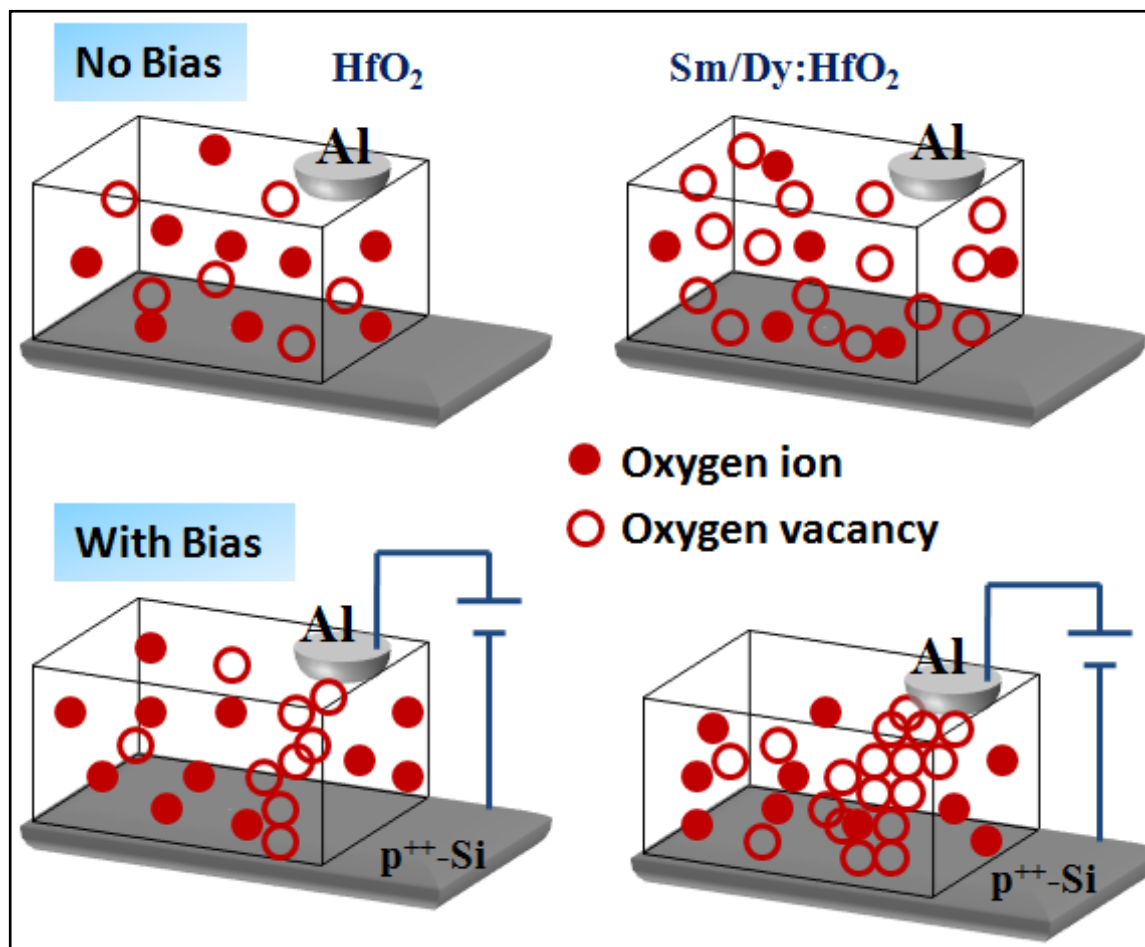 No Bias
HfO₂
Sm/Dy:HfO₂
Al
Al
Oxygen ion
Oxygen vacancy
With Bias
Al
Al
p⁺⁺-Si
p⁺⁺-Si